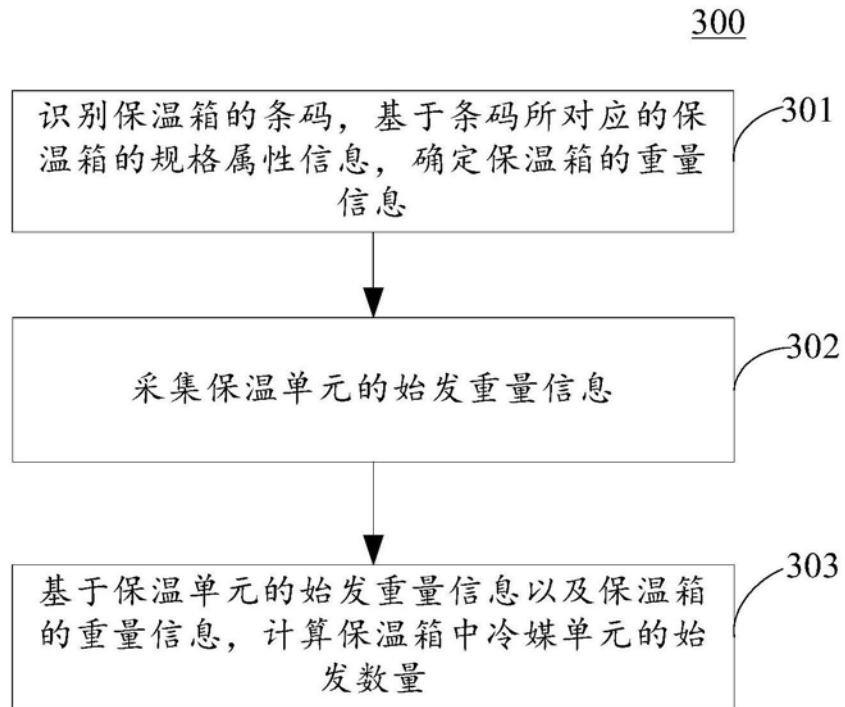 300
识别保温箱的条码，基于条码所对应的保
温箱的规格属性信息，确定保温箱的重量
信息
301
采集保温单元的始发重量信息
302
基于保温单元的始发重量信息以及保温箱
的重量信息，计算保温箱中冷媒单元的始
发数量
303